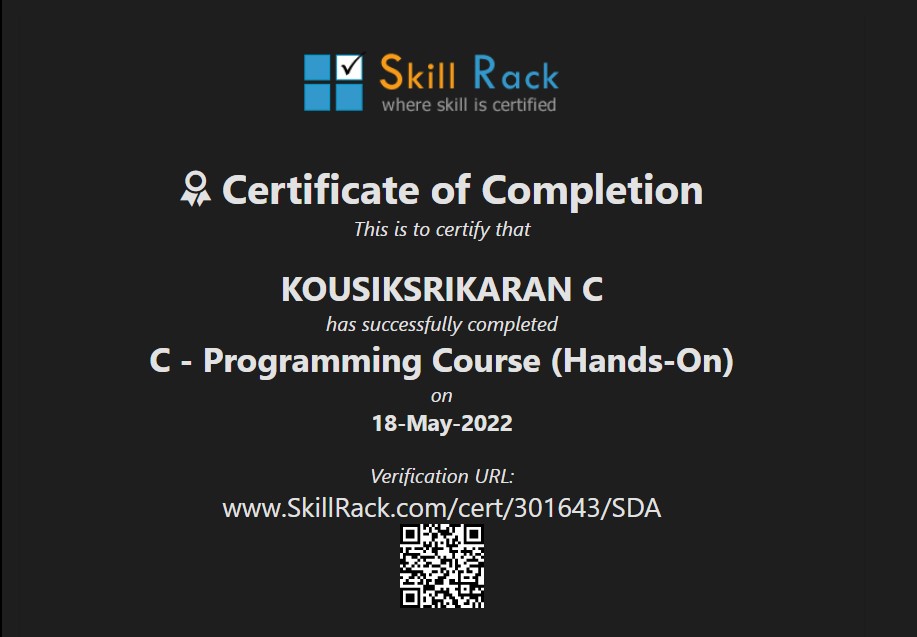 Skill Rack
where skill is certified
Certificate of Completion
This is to certify that
KOUSIKSRIKARAN C
has successfully completed
C - Programming Course (Hands-On)
on
18-May-2022
Verification URL:
www.SkillRack.com/cert/301643/SDA